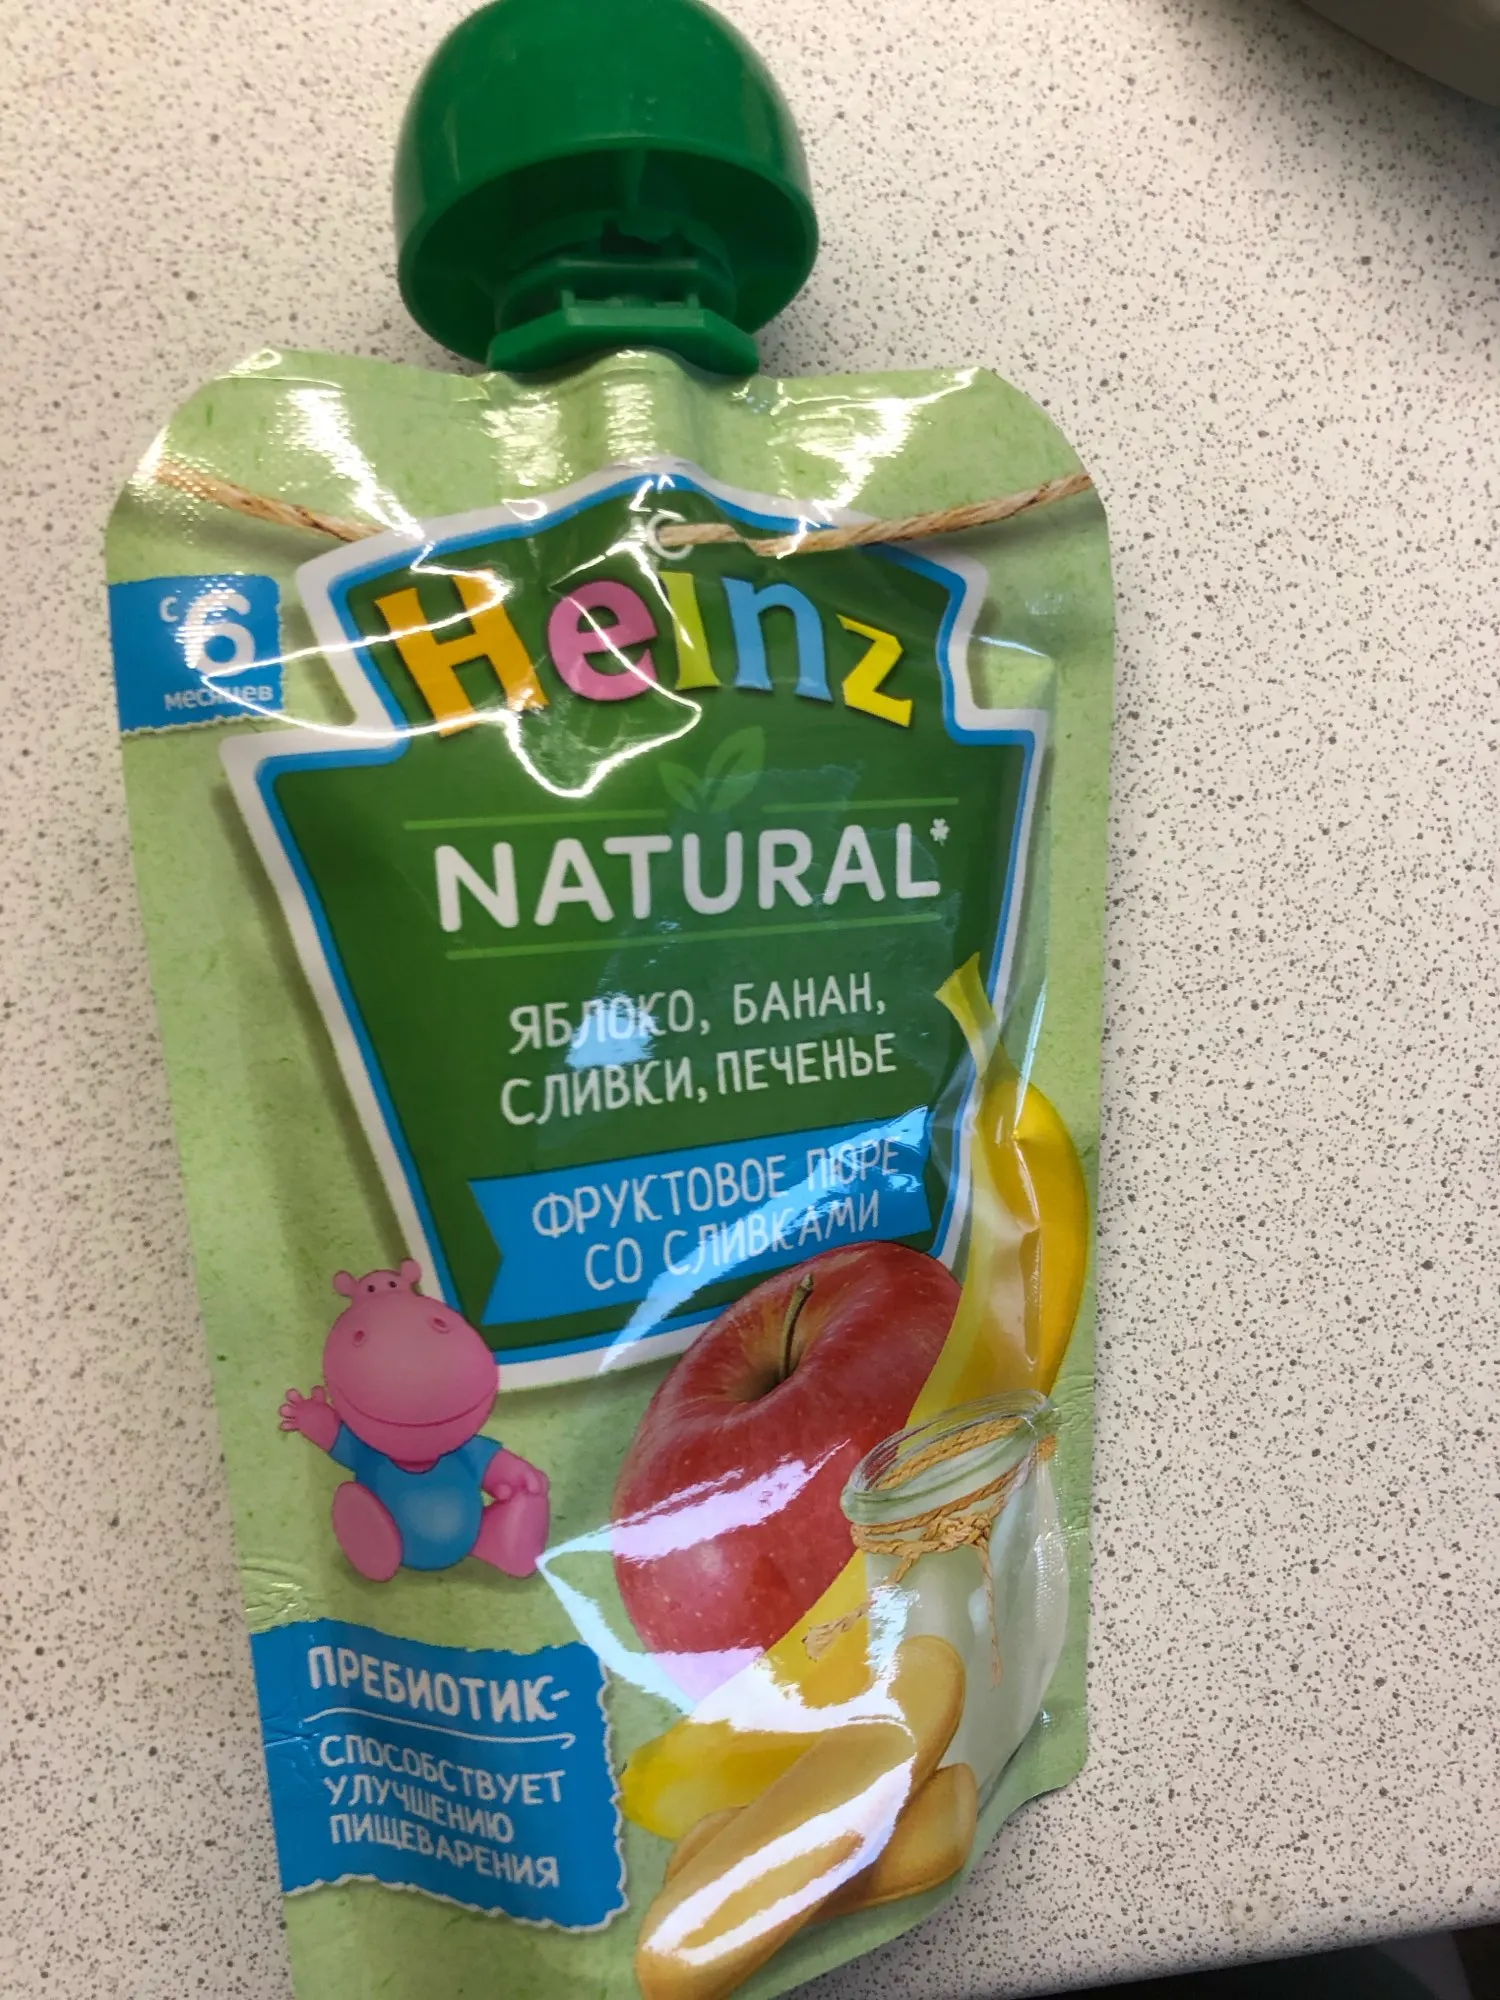 Heinz
с 6
месяцев
NATURAL*
ЯБЛОКО, БАНАН,
СЛИВКИ, ПЕЧЕНЬЕ
ФРУКТОВОЕ ПЮРЕ
СО СЛИВКАМИ
ПРЕБИОТИК-
СПОСОБСТВУЕТ
УЛУЧШЕНИЮ
ПИЩЕВАРЕНИЯ